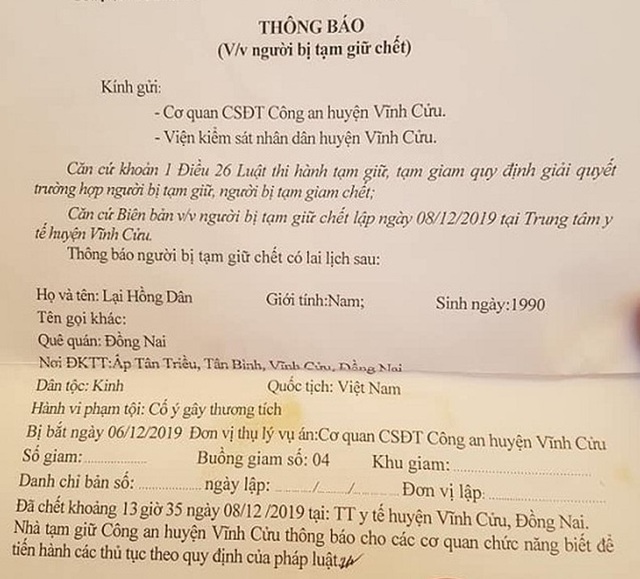 THÔNG BÁO
(V/v người bị tạm giữ chết)
Kính gửi:
- Cơ quan CSĐT Công an huyện Vĩnh Cửu.
- Viện kiểm sát nhân dân huyện Vĩnh Cửu.
Căn cứ khoản 1 Điều 26 Luật thi hành tạm giữ, tạm giam quy định giải quyết
trường hợp người bị tạm giữ, người bị tạm giam chết;
Căn cứ Biên bản v/v người bị tạm giữ chết lập ngày 08/12/2019 tại Trung tâm y
tế huyện Vĩnh Cửu.
Thông báo người bị tạm giữ chết có lai lịch sau:
Họ và tên: Lại Hồng Dân Giới tính:Nam; Sinh ngày:1990
Tên gọi khác:
Quê quán: Đồng Nai
Nơi ĐKTT:Ấp Tân Triều, Tân Bình, Vĩnh Cửu, Đồng Nai
Dân tộc: Kinh Quốc tịch: Việt Nam
Hành vi phạm tội: Cố ý gây thương tích
Bị bắt ngày 06/12/2019 Đơn vị thụ lý vụ án:Cơ quan CSĐT Công an huyện Vĩnh Cửu
Số giam:................ Buồng giam số: 04 Khu giam:..........................
Danh chỉ bản số: ................ ngày lập: ........./......../........... Đơn vị lập:......................
Đã chết khoảng 13 giờ 35 ngày 08/12 /2019 tại: TT y tế huyện Vĩnh Cửu, Đồng Nai.
Nhà tạm giữ Công an huyện Vĩnh Cửu thông báo cho các cơ quan chức năng biết để
tiến hành các thủ tục theo quy định của pháp luật